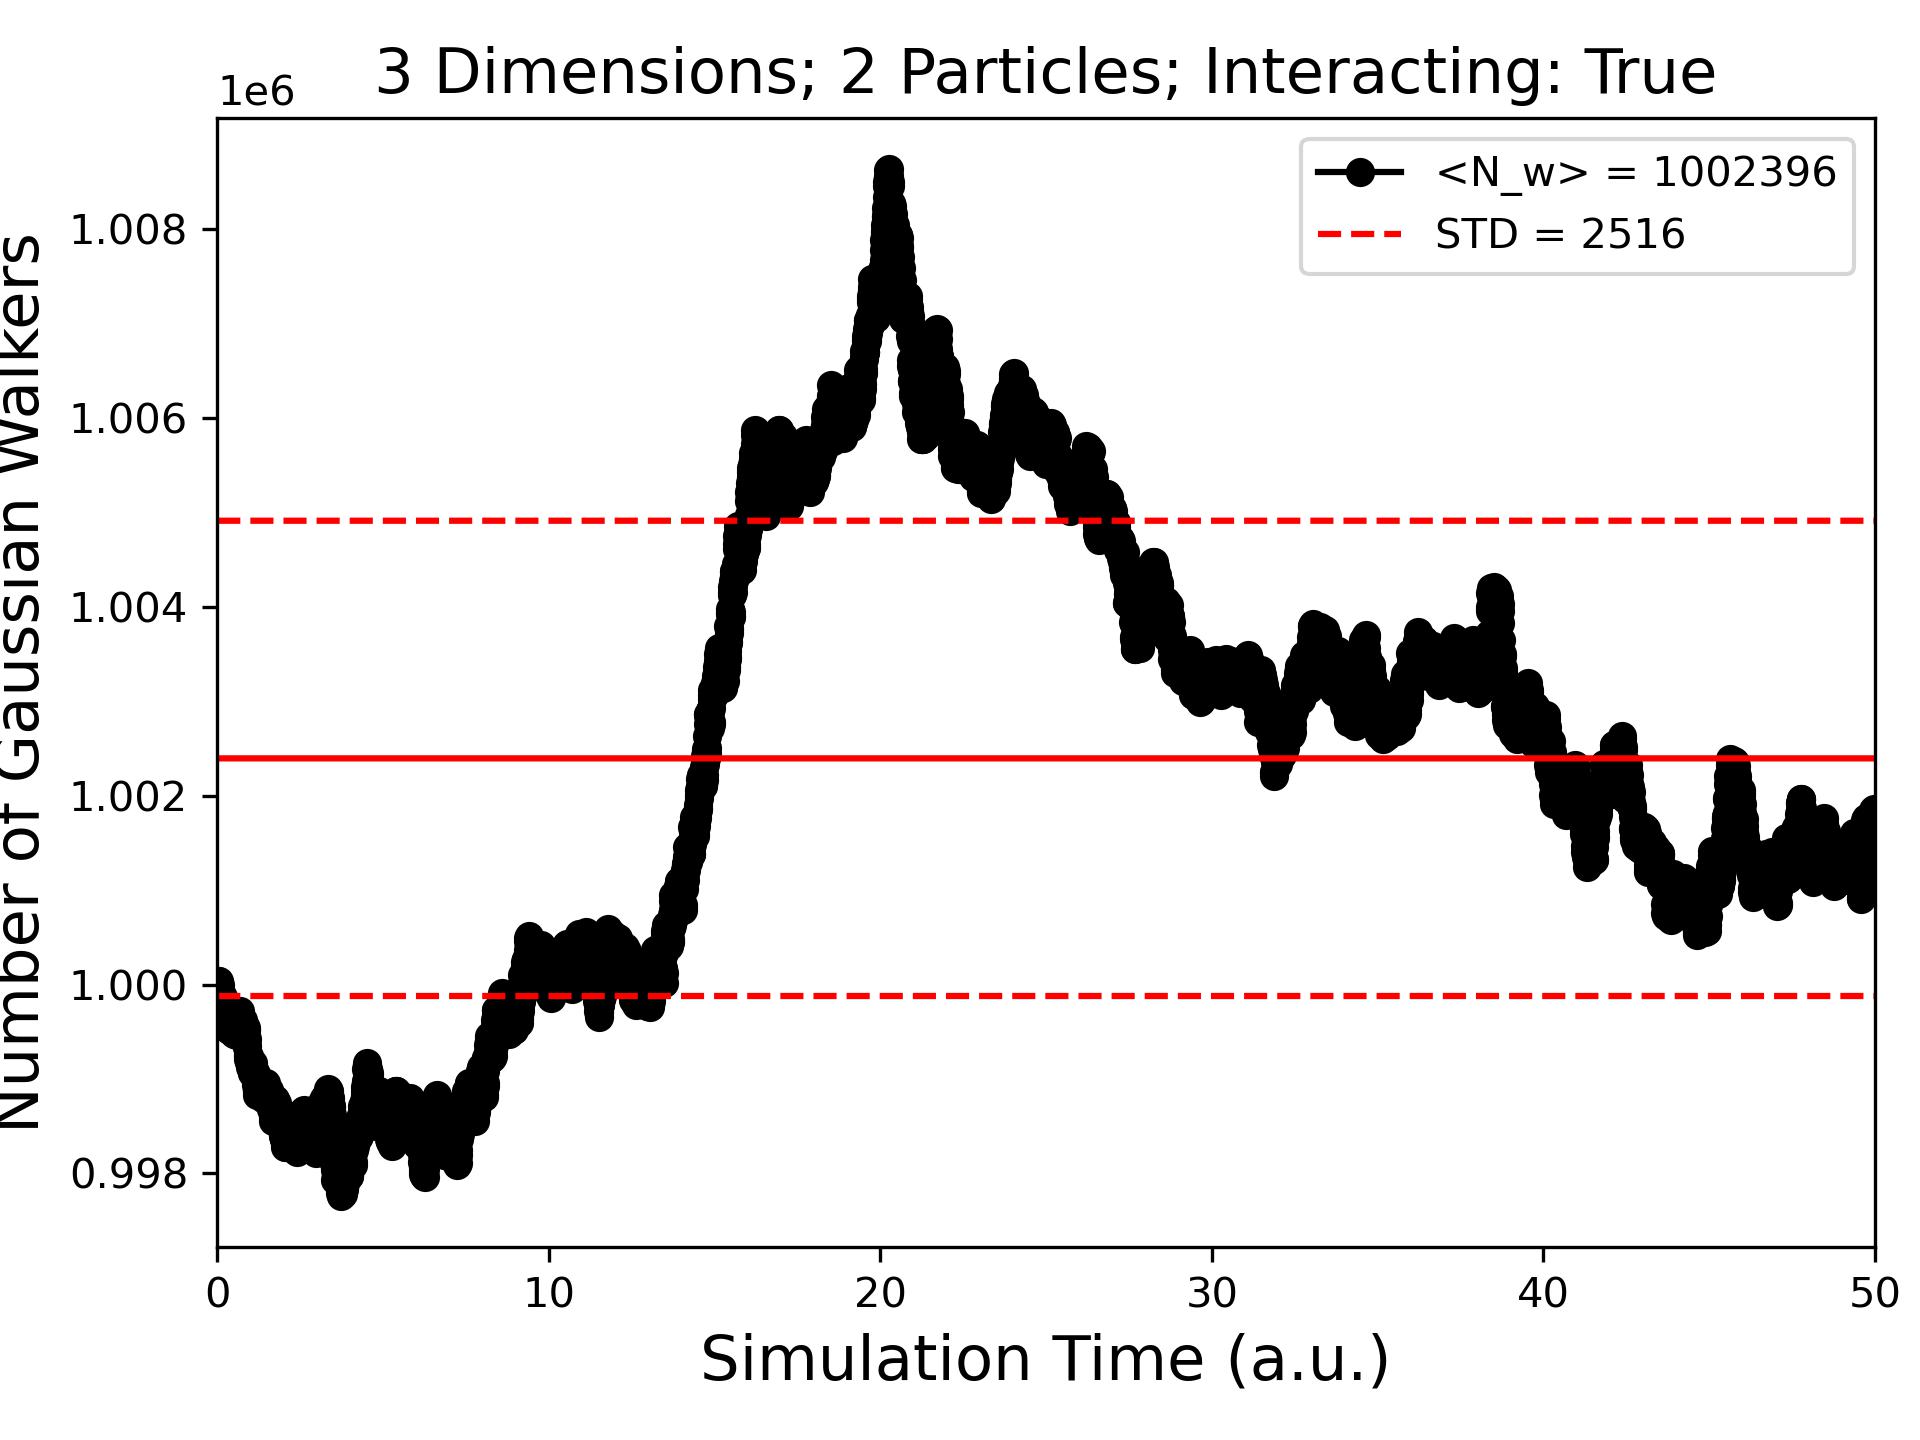 3 Dimensions; 2 Particles; Interacting: True
1e6
<N_w> = 1002396
STD = 2516
1.008
1.006
1.004
1.002
1.000
0.998
Number of Gaussian Walkers
0
10
20
30
40
50
Simulation Time (a.u.)